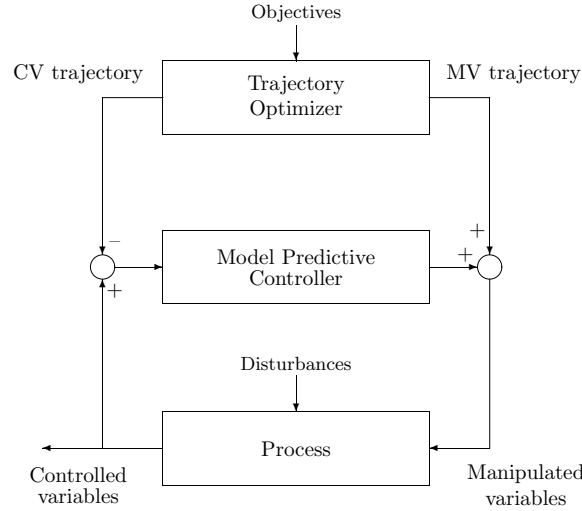 Objectives
CV trajectory
MV trajectory
Trajectory
Optimizer
−
+
+
Model Predictive
Controller
+
Disturbances
Process
Controlled
variables
Manipulated
variables